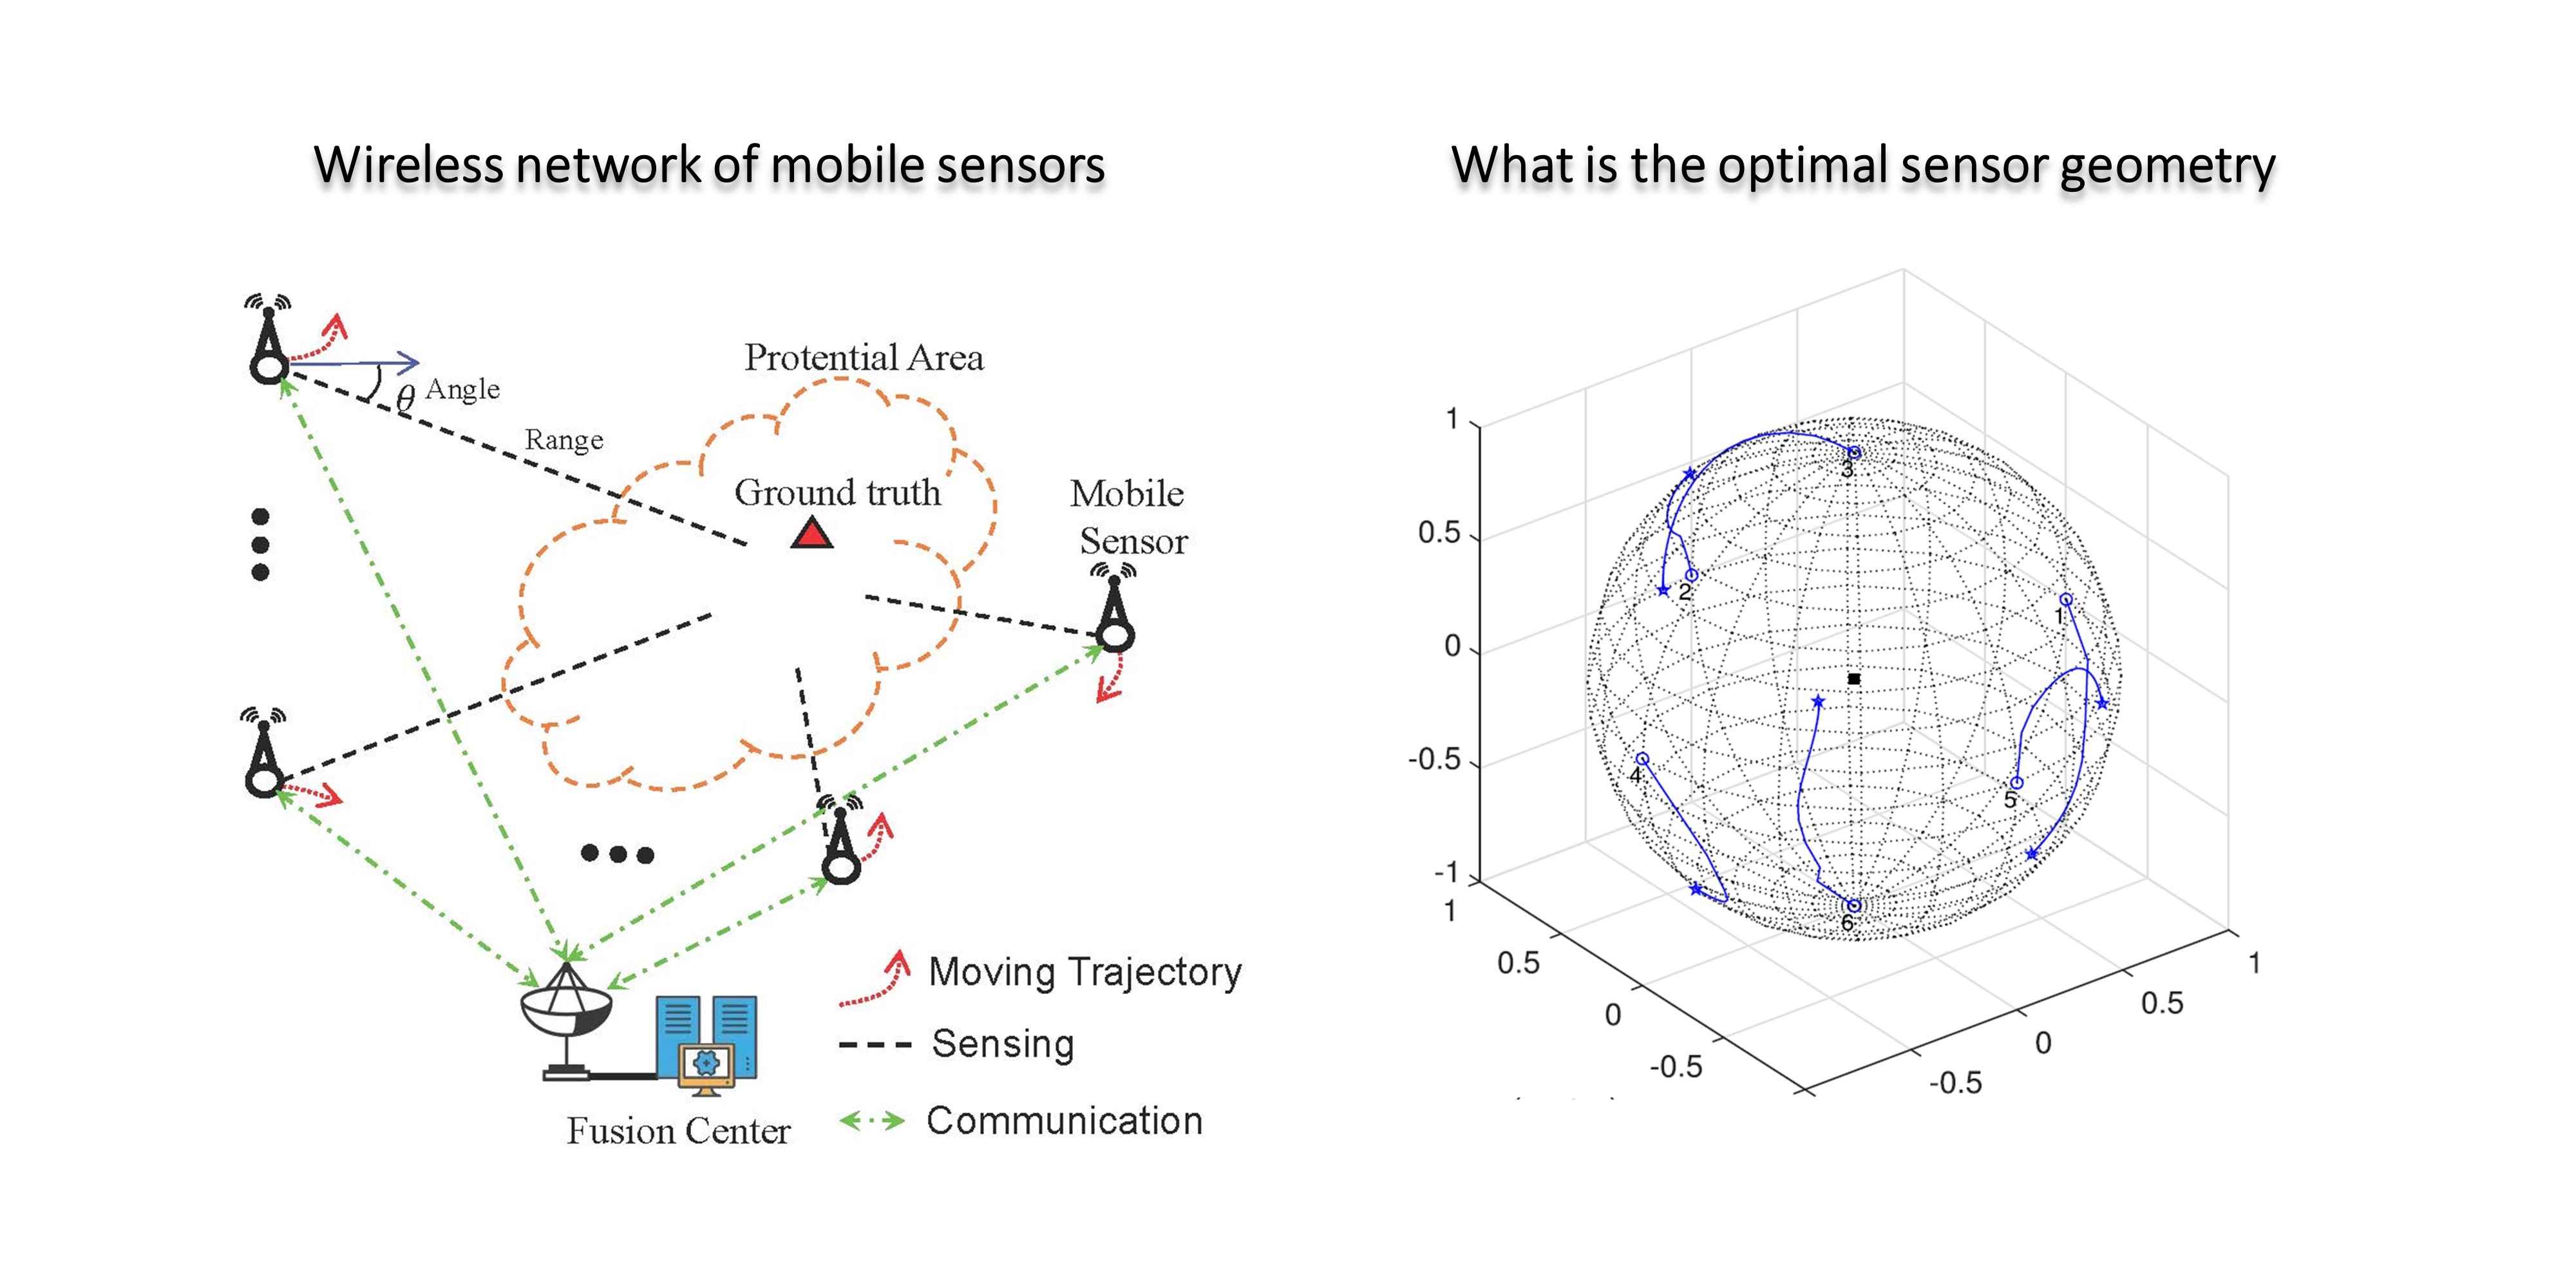 Wireless network of mobile sensors
What is the optimal sensor geometry
θ Angle
Range
Protential Area
Ground truth
Mobile
Sensor
Fusion Center
Moving Trajectory
Sensing
Communication
1
0.5
0
-0.5
-1
1
0.5
0
-0.5
-0.5
0
0.5
1
3
2
1
4
5
6